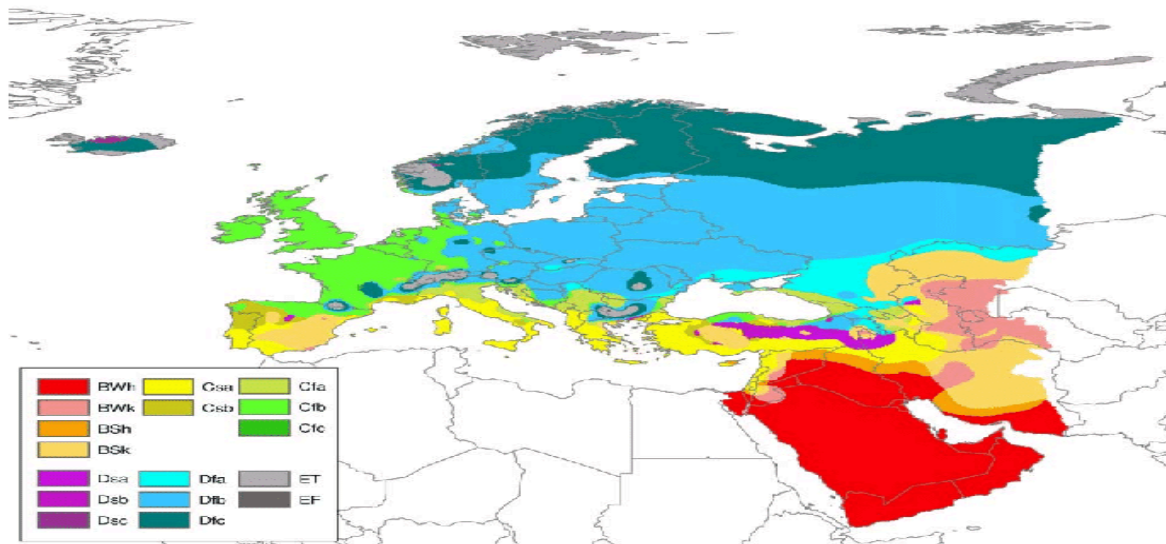 BWh Csa Cfa
BWk Csb Cfb
BSh Cfc
BSk
Dsa Dfa ET
Dsb Dfb EF
Dsc Dfc